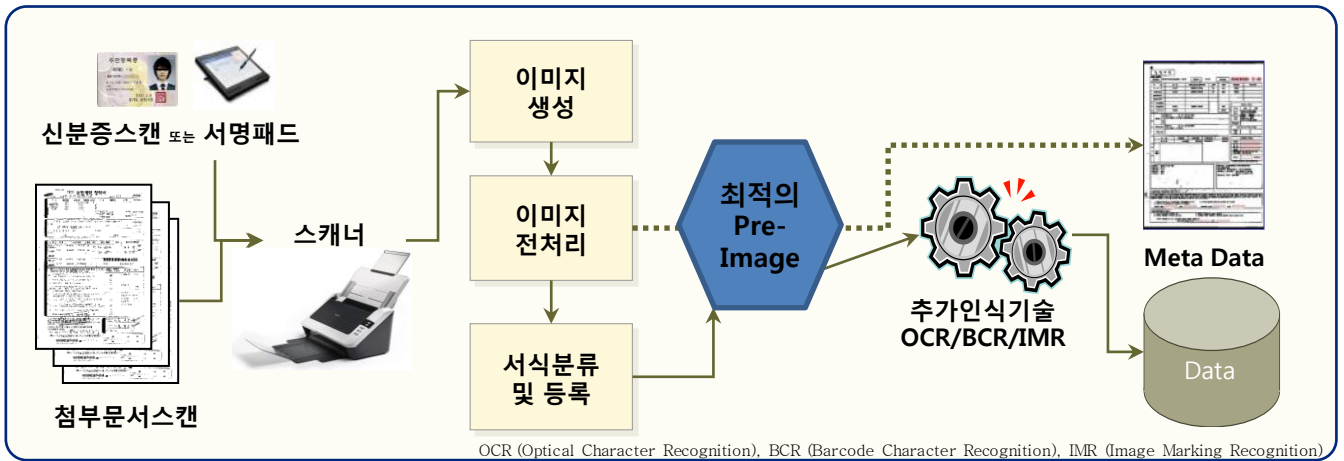 신분증스캔 또는 서명패드
첨부문서스캔
스캐너
이미지
생성
이미지
전처리
서식분류
및 등록
최적의
Pre-
Image
추가인식기술
OCR/BCR/IMR
Meta Data
Data
OCR (Optical Character Recognition), BCR (Barcode Character Recognition), IMR (Image Marking Recognition)